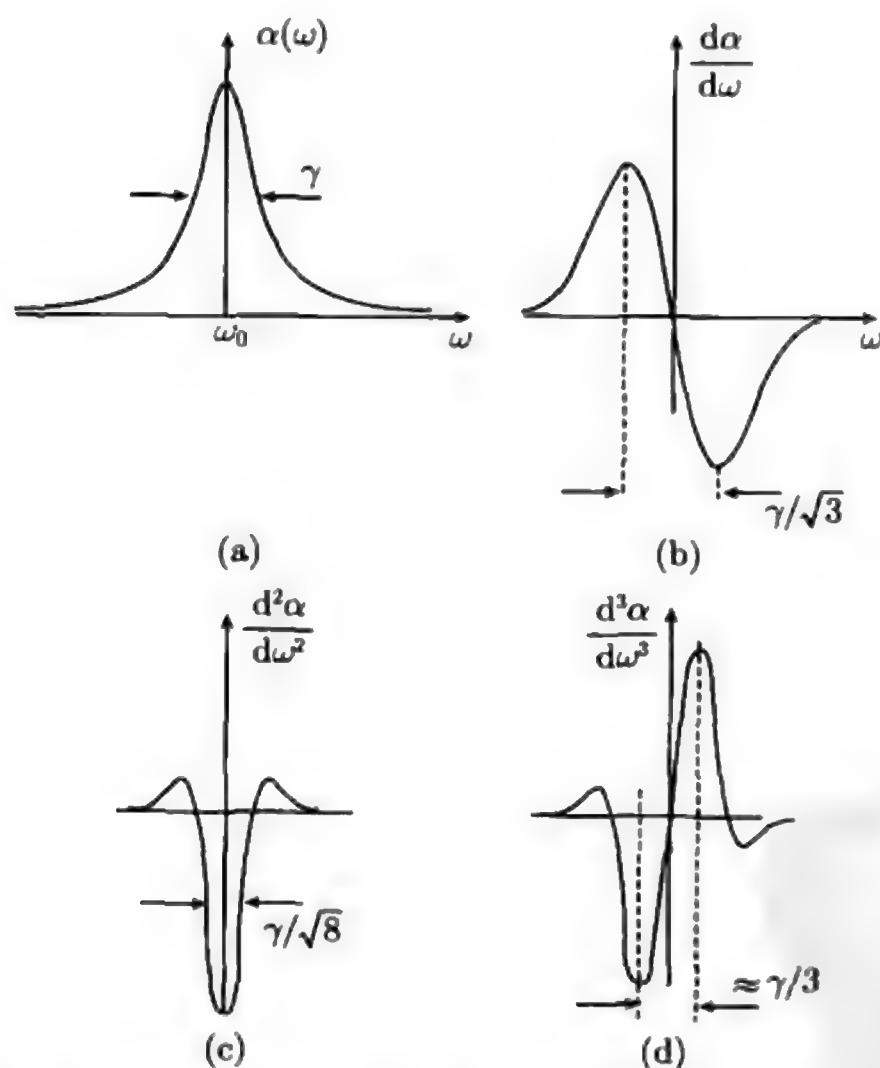 α(ω)
γ
ω₀
ω
(a)
dα
dω
ω
γ/√3
(b)
d²α
dω²
γ/√8
(c)
d³α
dω³
≈ γ/3
(d)